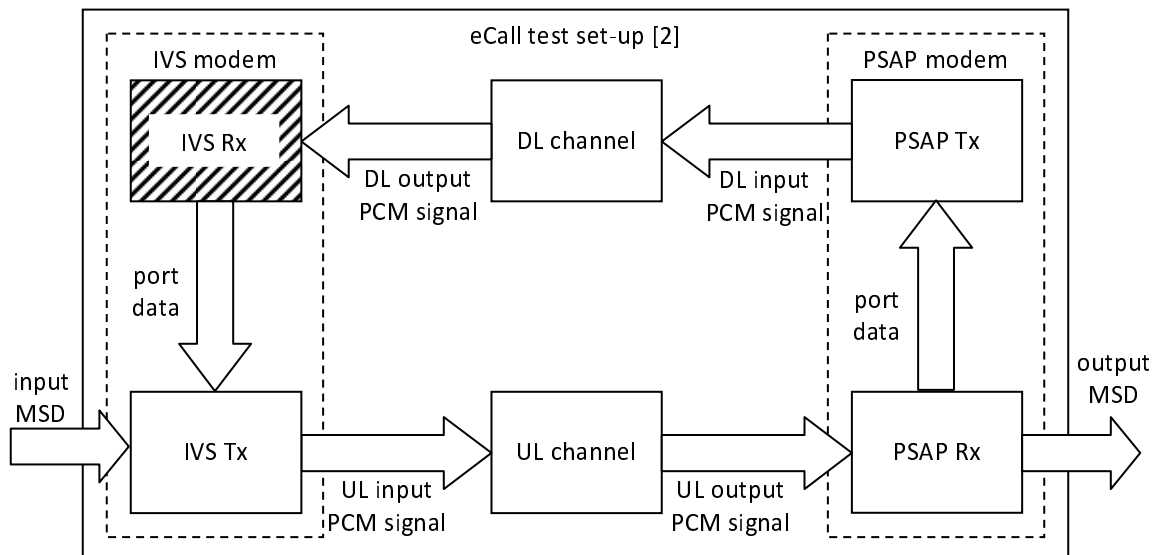 eCall test set-up [2]
IVS modem
PSAP modem
IVS Rx
DL channel
PSAP Tx
DL output
PCM signal
DL input
PCM signal
port
data
port
data
input
MSD
output
MSD
IVS Tx
UL channel
PSAP Rx
UL input
PCM signal
UL output
PCM signal